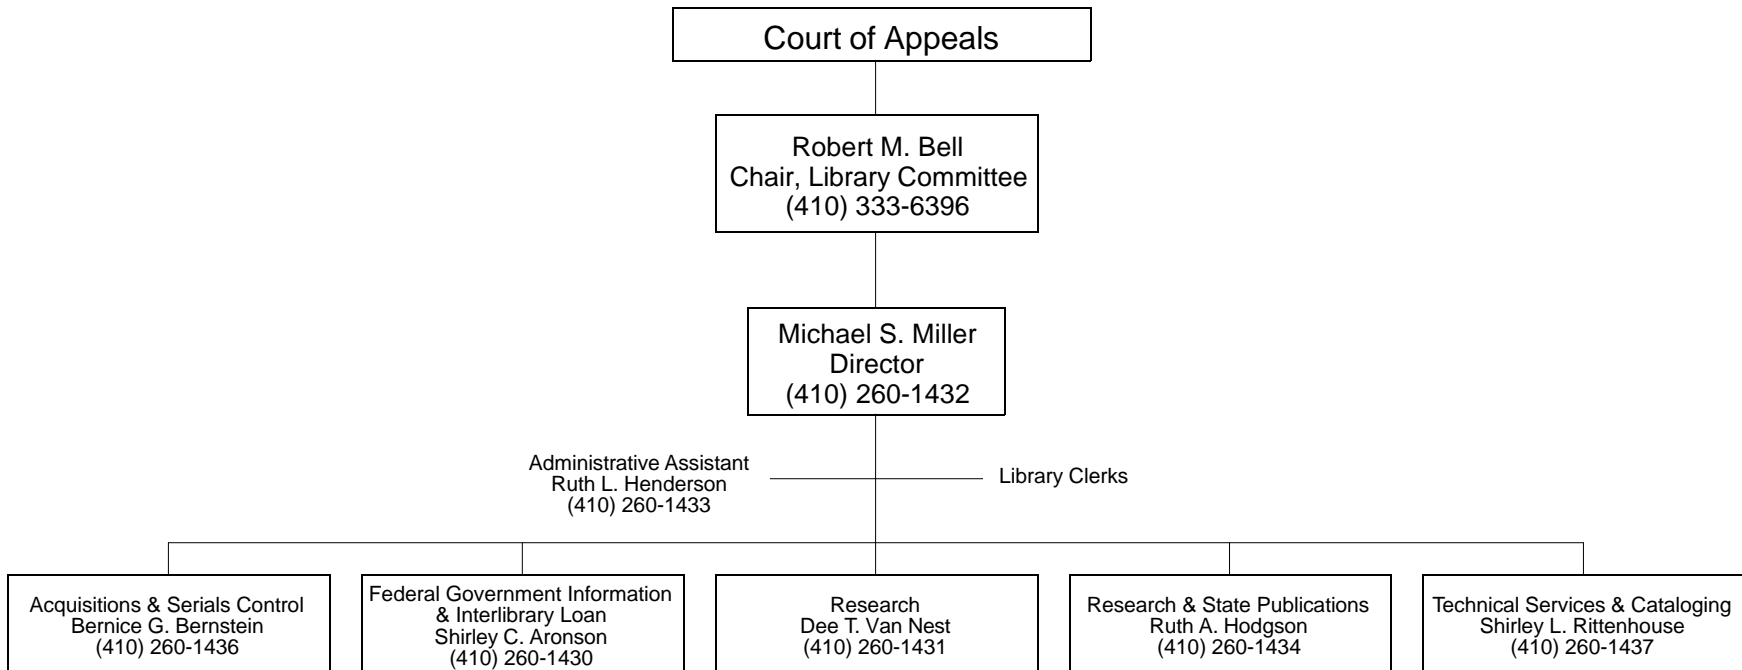 Court of Appeals
Robert M. Bell
Chair, Library Committee
(410) 333-6396
Michael S. Miller
Director
(410) 260-1432
Administrative Assistant
Ruth L. Henderson
(410) 260-1433
Library Clerks
Acquisitions & Serials Control
Bernice G. Bernstein
(410) 260-1436
Federal Government Information
& Interlibrary Loan
Shirley C. Aronson
(410) 260-1430
Research
Dee T. Van Nest
(410) 260-1431
Research & State Publications
Ruth A. Hodgson
(410) 260-1434
Technical Services & Cataloging
Shirley L. Rittenhouse
(410) 260-1437